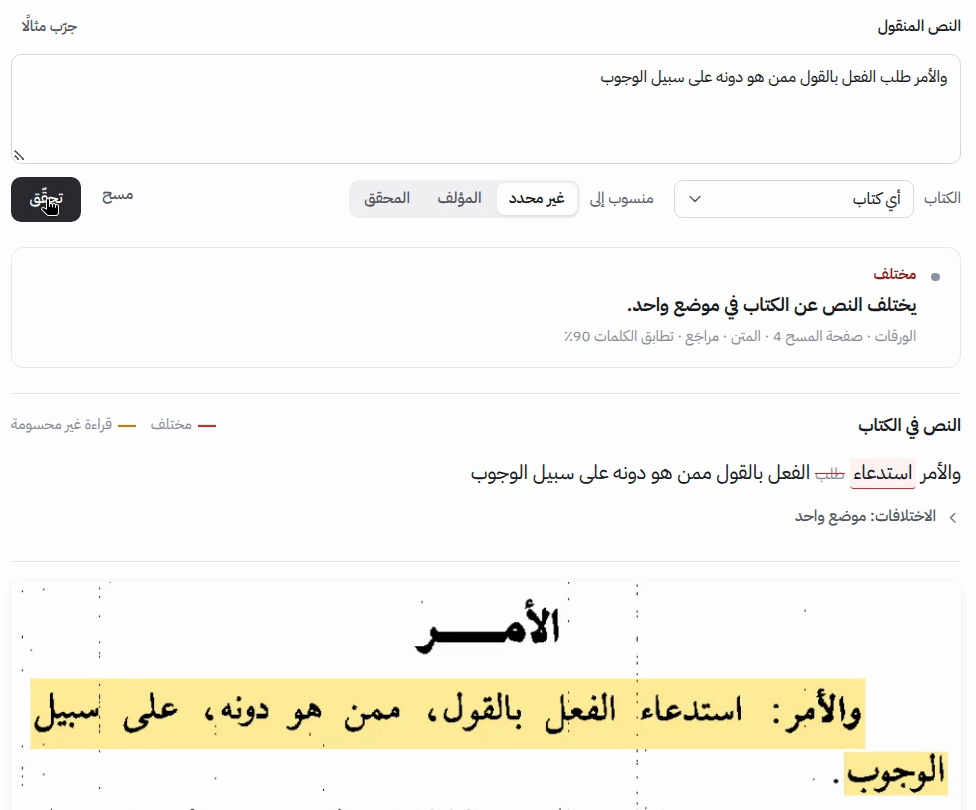 النص المنقول
جرّب مثالًا
والأمر طلب الفعل بالقول ممن هو دونه على سبيل الوجوب
الكتاب أي كتاب منسوب إلى غير محدد المؤلف المحقق مسح تحقّق
مختلف
يختلف النص عن الكتاب في موضع واحد.
الورقات · صفحة المسح 4 · المتن · مراجَع · تطابق الكلمات 90٪
النص في الكتاب
مختلف قراءة غير محسومة
والأمر استدعاء طلب الفعل بالقول ممن هو دونه على سبيل الوجوب
الاختلافات: موضع واحد
الأمــر
والأمر: استدعاء الفعل بالقول، ممن هو دونه، على سبيل
الوجوب.